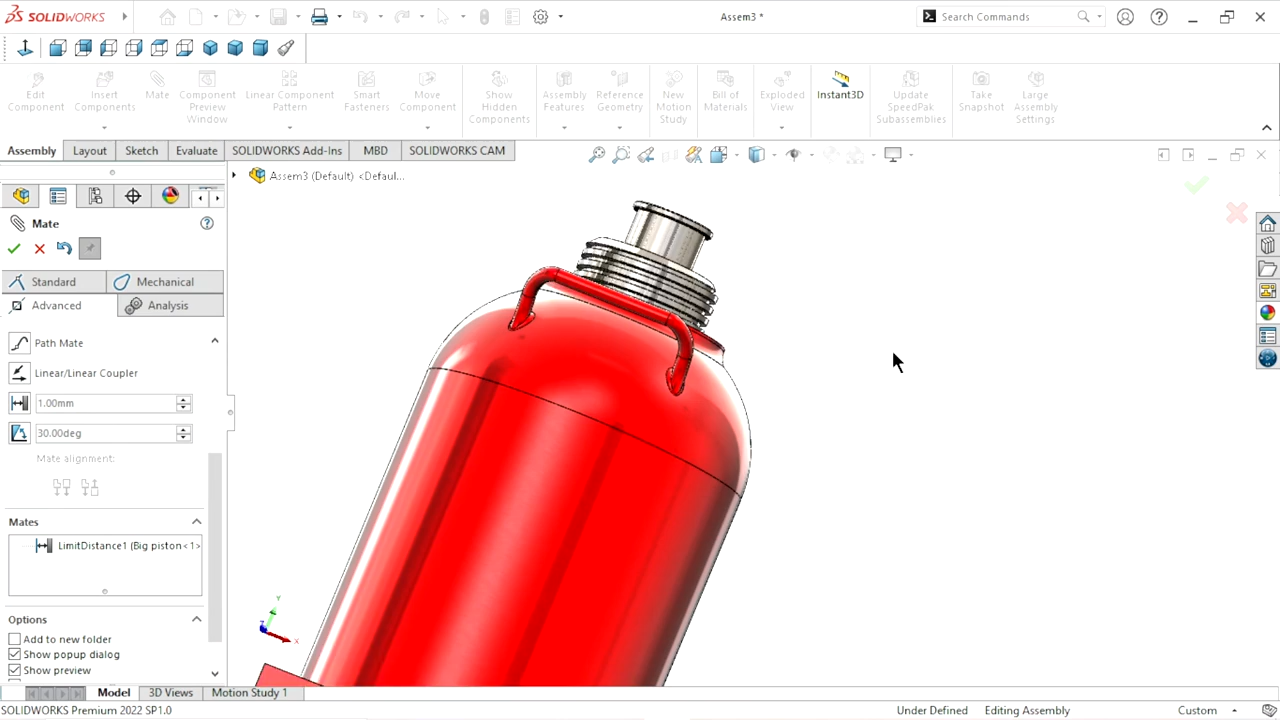 SOLIDWORKS
Assem3 *
Search Commands
Edit Component
Insert Components
Mate
Component Preview Window
Linear Component Pattern
Smart Fasteners
Move Component
Show Hidden Components
Assembly Features
Reference Geometry
New Motion Study
Bill of Materials
Exploded View
Instant3D
Update SpeedPak Subassemblies
Take Snapshot
Large Assembly Settings
Assembly
Layout
Sketch
Evaluate
SOLIDWORKS Add-Ins
MBD
SOLIDWORKS CAM
Assem3 (Default) <Defaul...
Mate
Standard
Mechanical
Advanced
Analysis
Path Mate
Linear/Linear Coupler
1.00mm
30.00deg
Mate alignment:
Mates
LimitDistance1 (Big piston<1>
Options
Add to new folder
Show popup dialog
Show preview
Y
X
Z
Model
3D Views
Motion Study 1
SOLIDWORKS Premium 2022 SP1.0
Under Defined
Editing Assembly
Custom